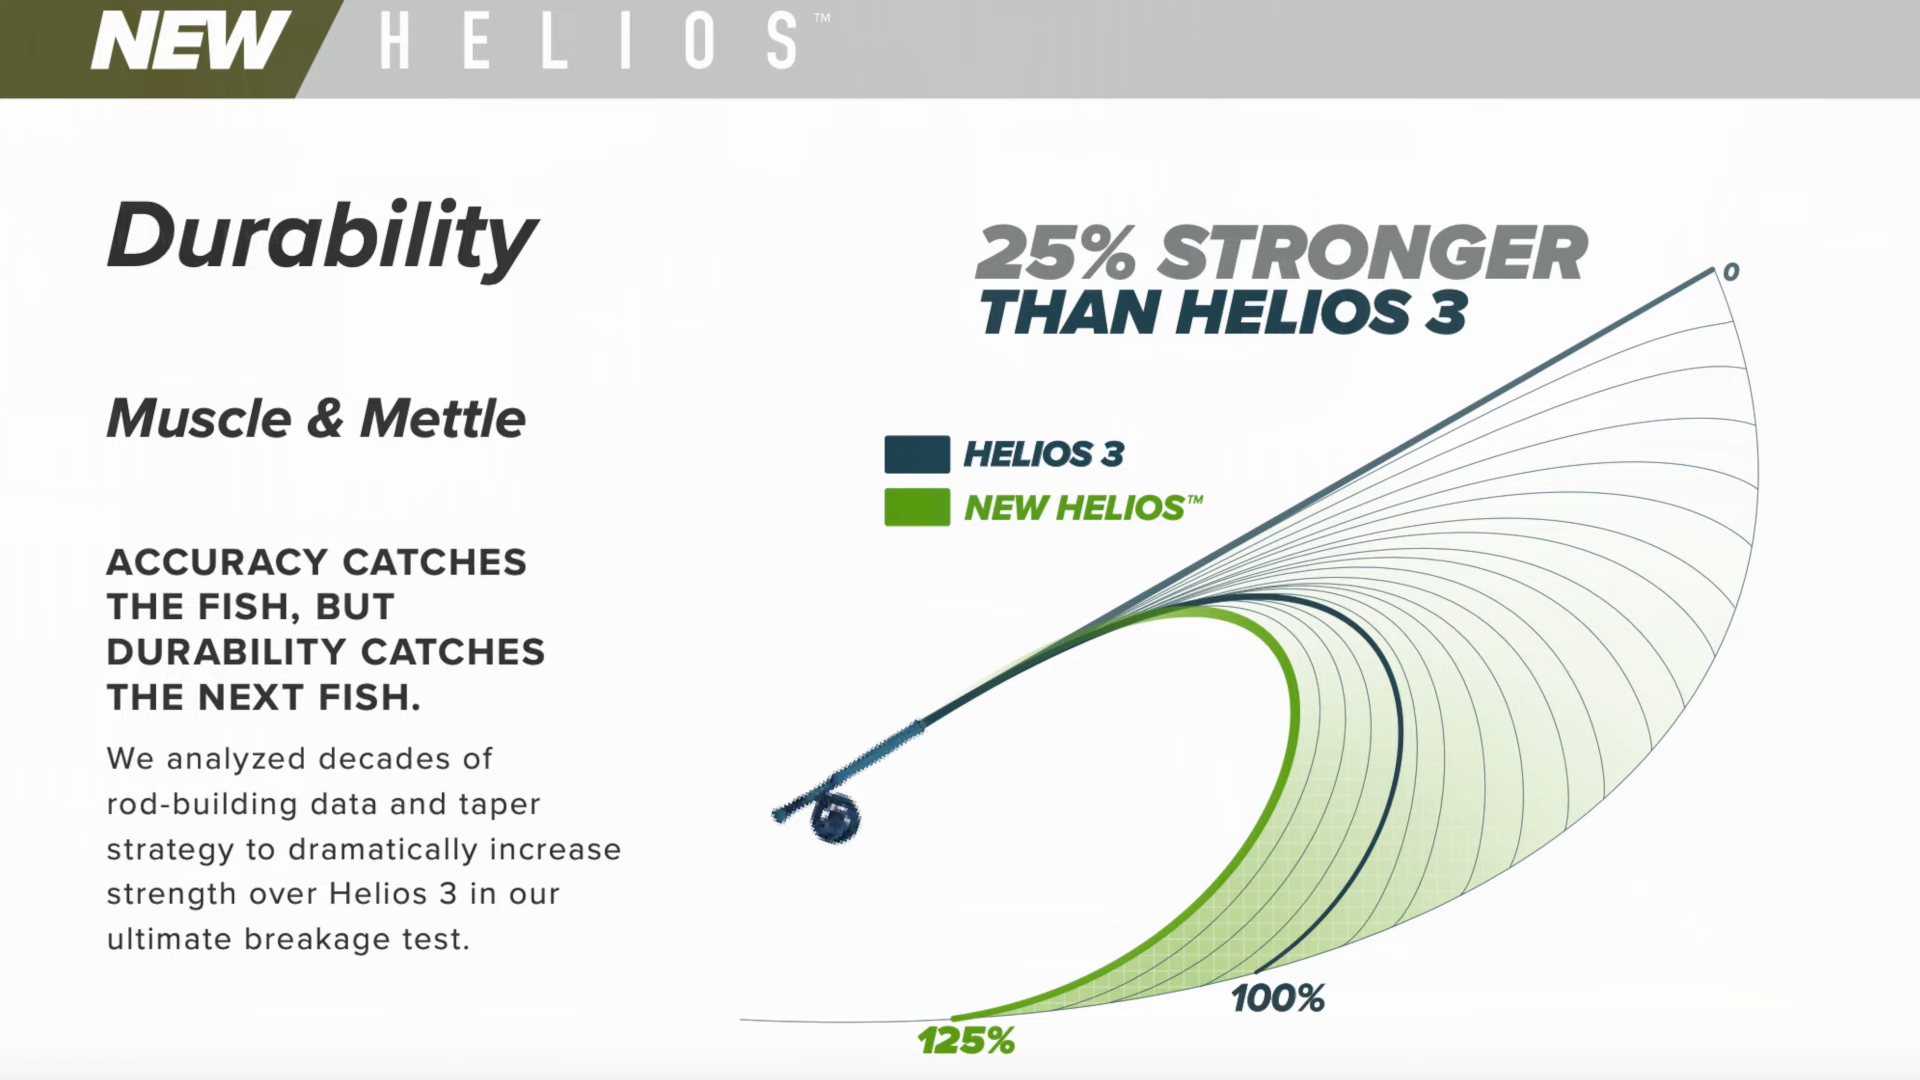 NEW HELIOS™
Durability
Muscle & Mettle
ACCURACY CATCHES
THE FISH, BUT
DURABILITY CATCHES
THE NEXT FISH.
We analyzed decades of
rod-building data and taper
strategy to dramatically increase
strength over Helios 3 in our
ultimate breakage test.
25% STRONGER
THAN HELIOS 3
HELIOS 3
NEW HELIOS™
0
100%
125%